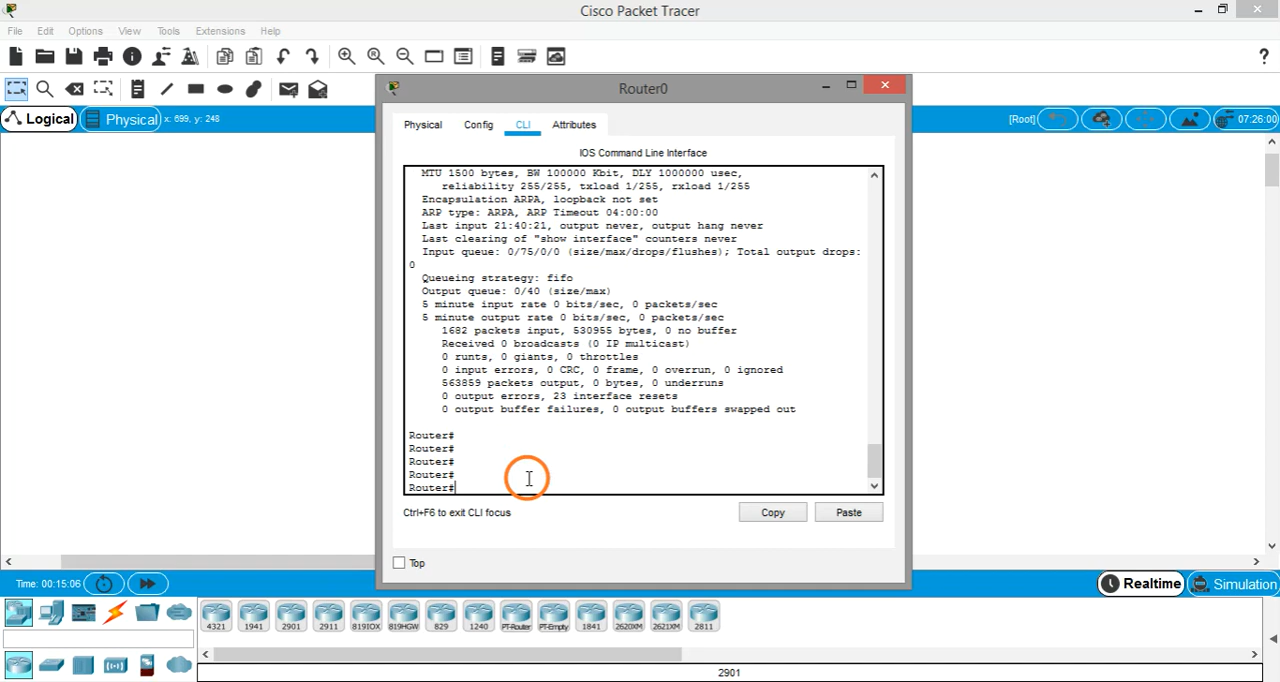 Cisco Packet Tracer
File Edit Options View Tools Extensions Help
?
Router0
Logical Physical x: 699, y: 248 [Root] 07:26:00
Physical Config CLI Attributes
IOS Command Line Interface
MTU 1500 bytes, BW 100000 Kbit, DLY 1000000 usec,
reliability 255/255, txload 1/255, rxload 1/255
Encapsulation ARPA, loopback not set
ARP type: ARPA, ARP Timeout 04:00:00
Last input 21:40:21, output never, output hang never
Last clearing of "show interface" counters never
Input queue: 0/75/0/0 (size/max/drops/flushes); Total output drops:
0
Queueing strategy: fifo
Output queue: 0/40 (size/max)
5 minute input rate 0 bits/sec, 0 packets/sec
5 minute output rate 0 bits/sec, 0 packets/sec
1682 packets input, 530955 bytes, 0 no buffer
Received 0 broadcasts (0 IP multicast)
0 runts, 0 giants, 0 throttles
0 input errors, 0 CRC, 0 frame, 0 overrun, 0 ignored
563859 packets output, 0 bytes, 0 underruns
0 output errors, 23 interface resets
0 output buffer failures, 0 output buffers swapped out
Router#
Router#
Router#
Router#
Router#
Ctrl+F6 to exit CLI focus Copy Paste
Top
Time: 00:15:06 Realtime Simulation
4321 1941 2901 2911 819IOX 819HGW 829 1240 PT-Router PT-Empty 1841 2620XM 2621XM 2811
2901